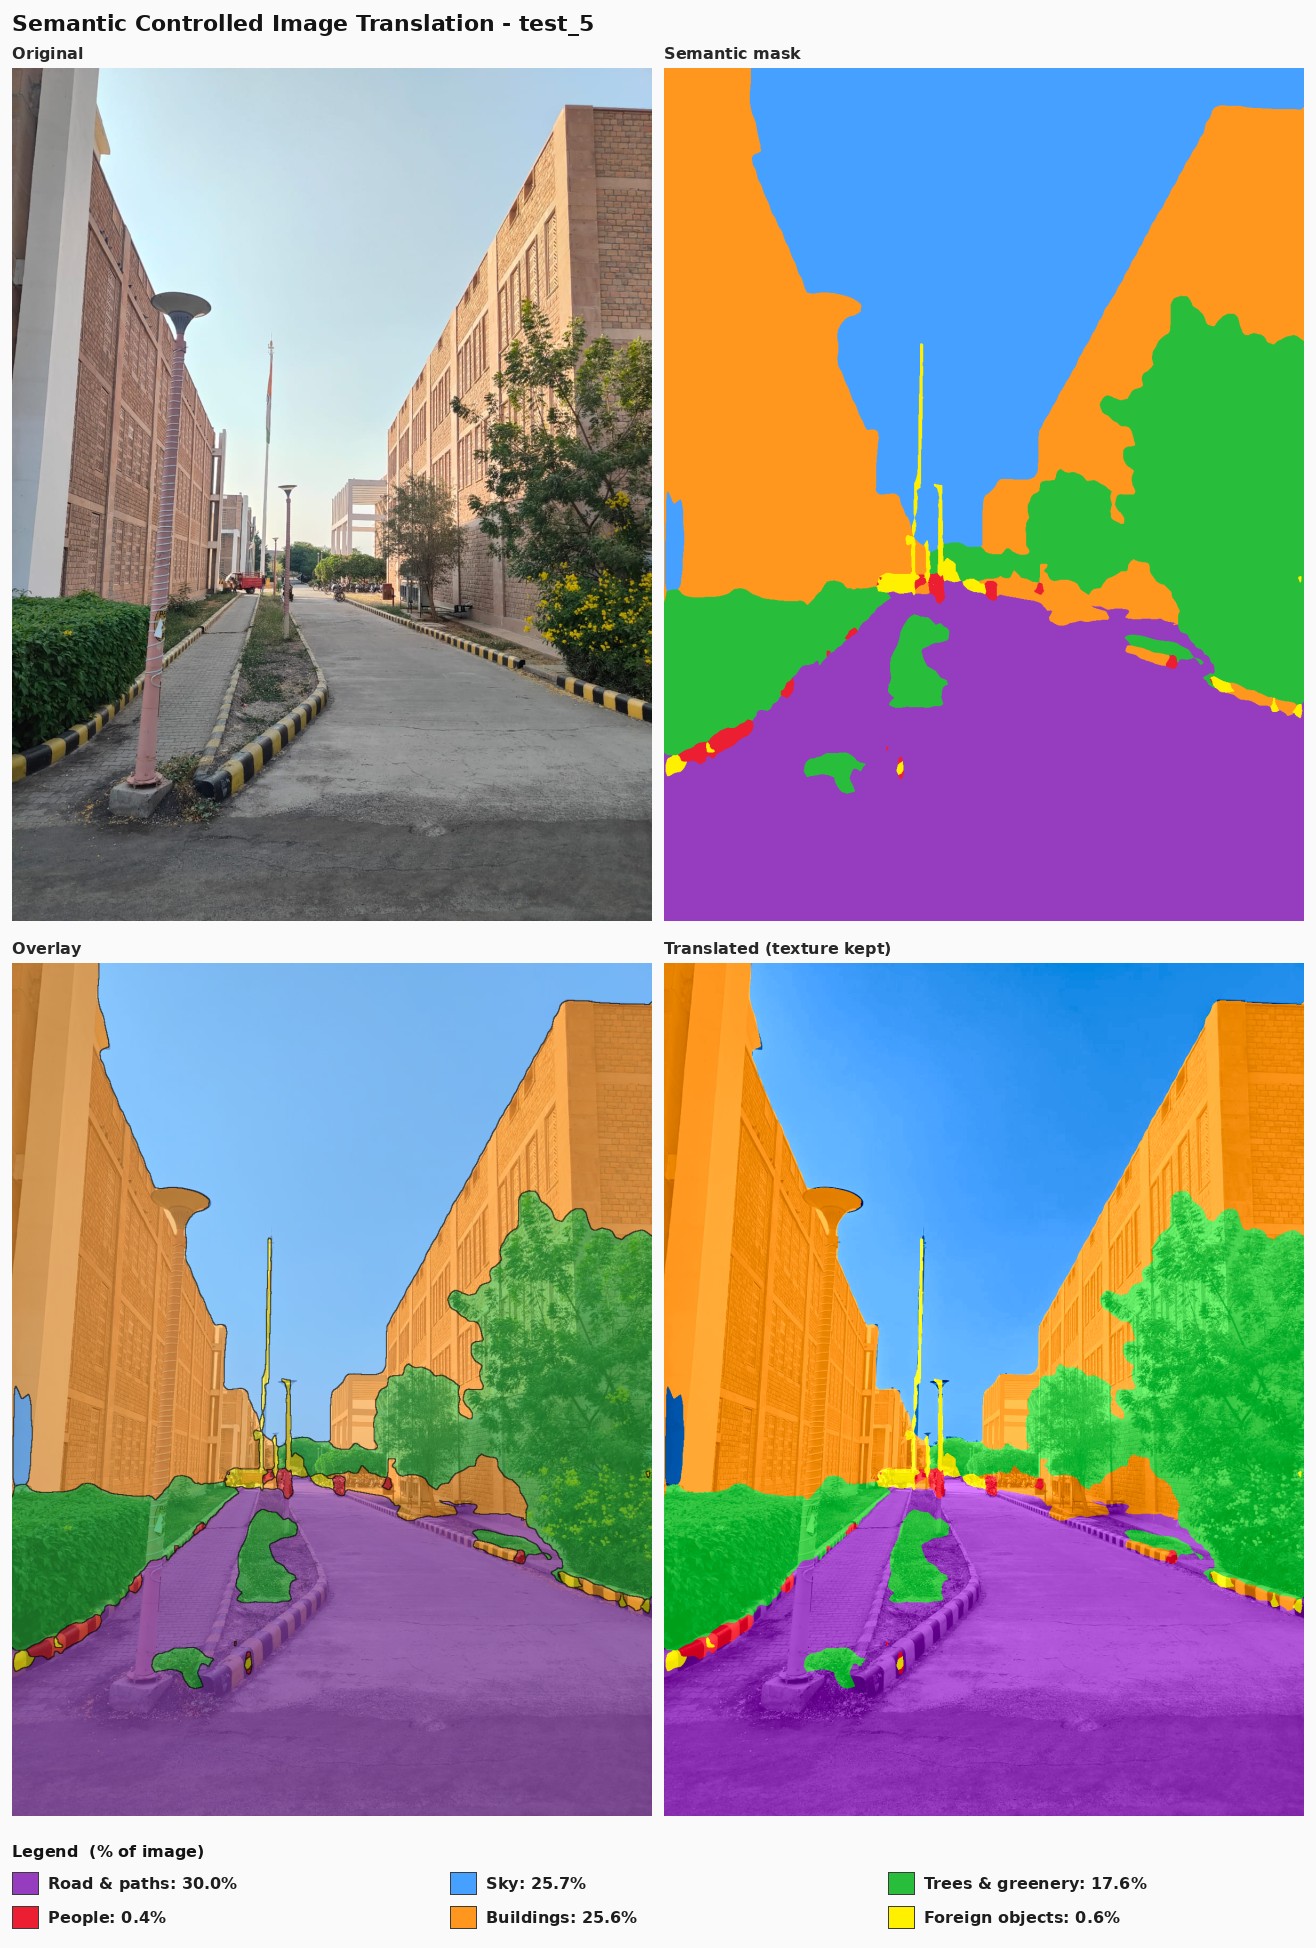 Semantic Controlled Image Translation - test_5
Original
Semantic mask
Overlay
Translated (texture kept)
Legend  (% of image)
Road & paths: 30.0%
Sky: 25.7%
Trees & greenery: 17.6%
People: 0.4%
Buildings: 25.6%
Foreign objects: 0.6%